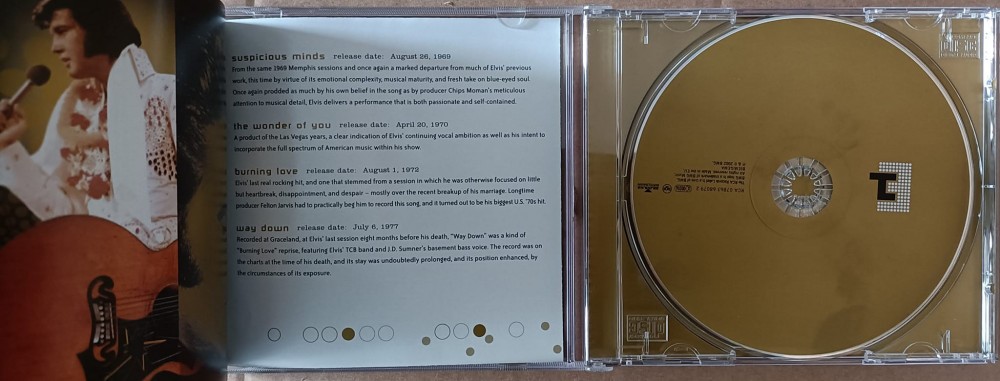 suspicious minds release date: August 26, 1969
From the same 1969 Memphis sessions and once again a marked departure from much of Elvis' previous
work, this time by virtue of its emotional complexity, musical maturity, and fresh take on blue-eyed soul.
Once again prodded as much by his own belief in the song as by producer Chips Moman's meticulous
attention to musical detail, Elvis delivers a performance that is both passionate and self-contained.
the wonder of you release date: April 20, 1970
A product of the Las Vegas years, a clear indication of Elvis' continuing vocal ambition as well as his intent to
incorporate the full spectrum of American music within his show.
burning love release date: August 1, 1972
Elvis' last real rocking hit, and one that stemmed from a session in which he was otherwise focused on little
but heartbreak, disappointment, and despair – mostly over the recent breakup of his marriage. Longtime
producer Felton Jarvis had to practically beg him to record this song, and it turned out to be his biggest U.S. '70s hit.
way down release date: July 6, 1977
Recorded at Graceland, at Elvis' last session eight months before his death, "Way Down" was a kind of
"Burning Love" reprise, featuring Elvis' TCB band and J.D. Sumner's basement bass voice. The record was on
the charts at the time of his death, and its stay was undoubtedly prolonged, and its position enhanced, by
the circumstances of its exposure.